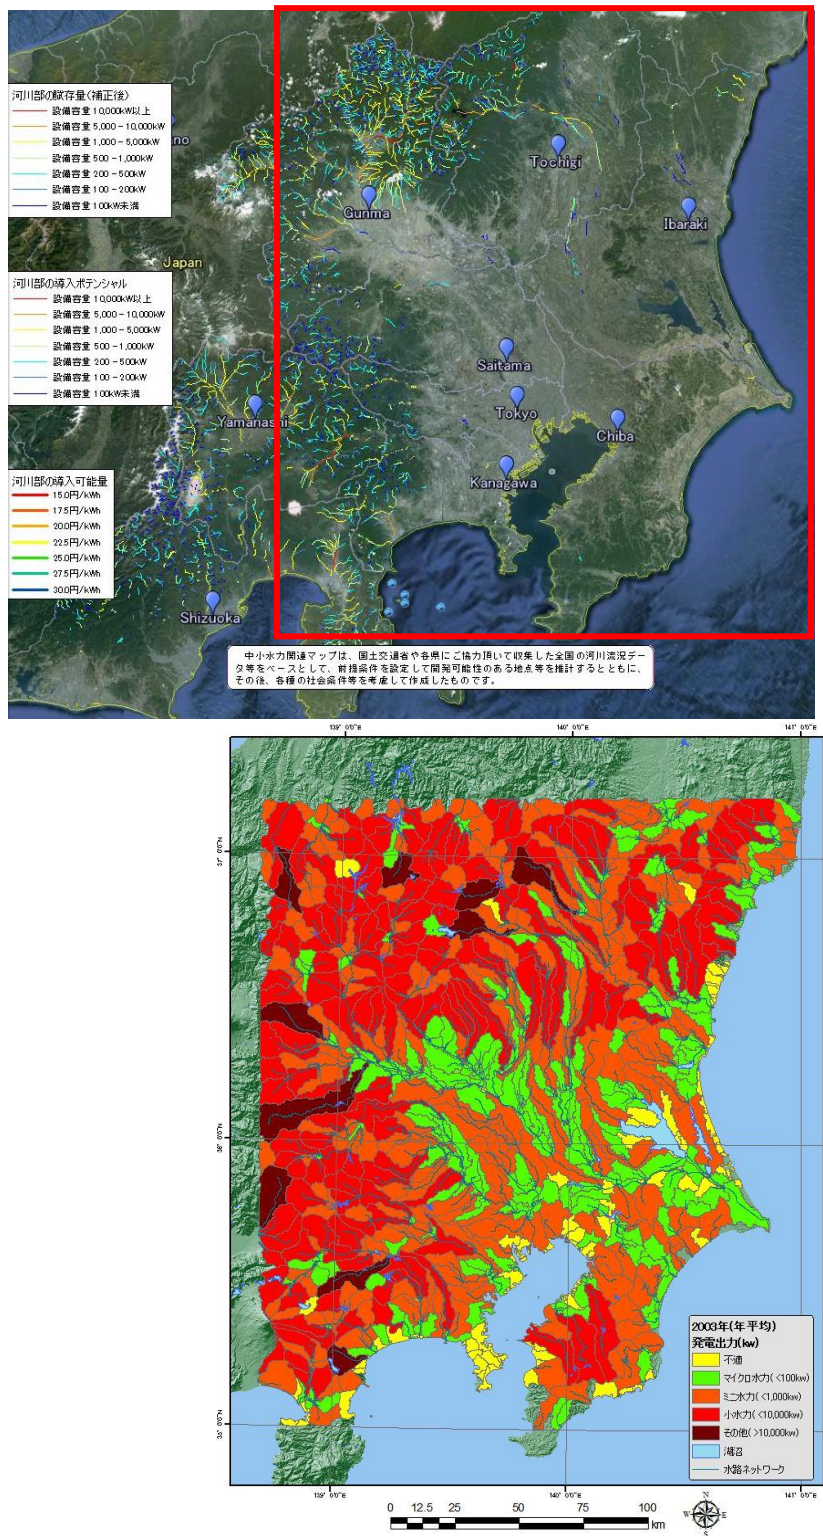 河川部の賦存量(補正後)
設備容量 10,000kW以上
設備容量 5,000-10,000kW
設備容量 1,000-5,000kW
設備容量 500-1,000kW
設備容量 200-500kW
設備容量 100-200kW
設備容量 100kW未満
Tochigi
Gunma
Ibaraki
Japan
河川部の導入ポテンシャル
設備容量 10,000kW以上
設備容量 5,000-10,000kW
設備容量 1,000-5,000kW
設備容量 500-1,000kW
設備容量 200-500kW
設備容量 100-200kW
設備容量 100kW未満
Saitama
Tokyo
Yamanashi
Chiba
Kanagawa
河川部の導入可能量
15.0円/kWh
17.5円/kWh
20.0円/kWh
22.5円/kWh
25.0円/kWh
27.5円/kWh
30.0円/kWh
Shizuoka
中小水力関連マップは、国土交通省や各県にご協力頂いて収集した全国の河川流況デー
タ等をベースとして、前提条件を設定して開発可能性のある地点等を推計するとともに、
その後、各種の社会条件等を考慮して作成したものです。
139°0'0"E 140°0'0"E 141°0'0"E
37°0'0"N
36°0'0"N
35°0'0"N
2003年(年平均)
発電出力(kw)
不適
マイクロ水力(<100kw)
ミニ水力(<1,000kw)
小水力(<10,000kw)
その他(>10,000kw)
湖沼
水路ネットワーク
139°0'0"E 140°0'0"E 141°0'0"E
0 12.5 25 50 75 100
km
N
W E
S